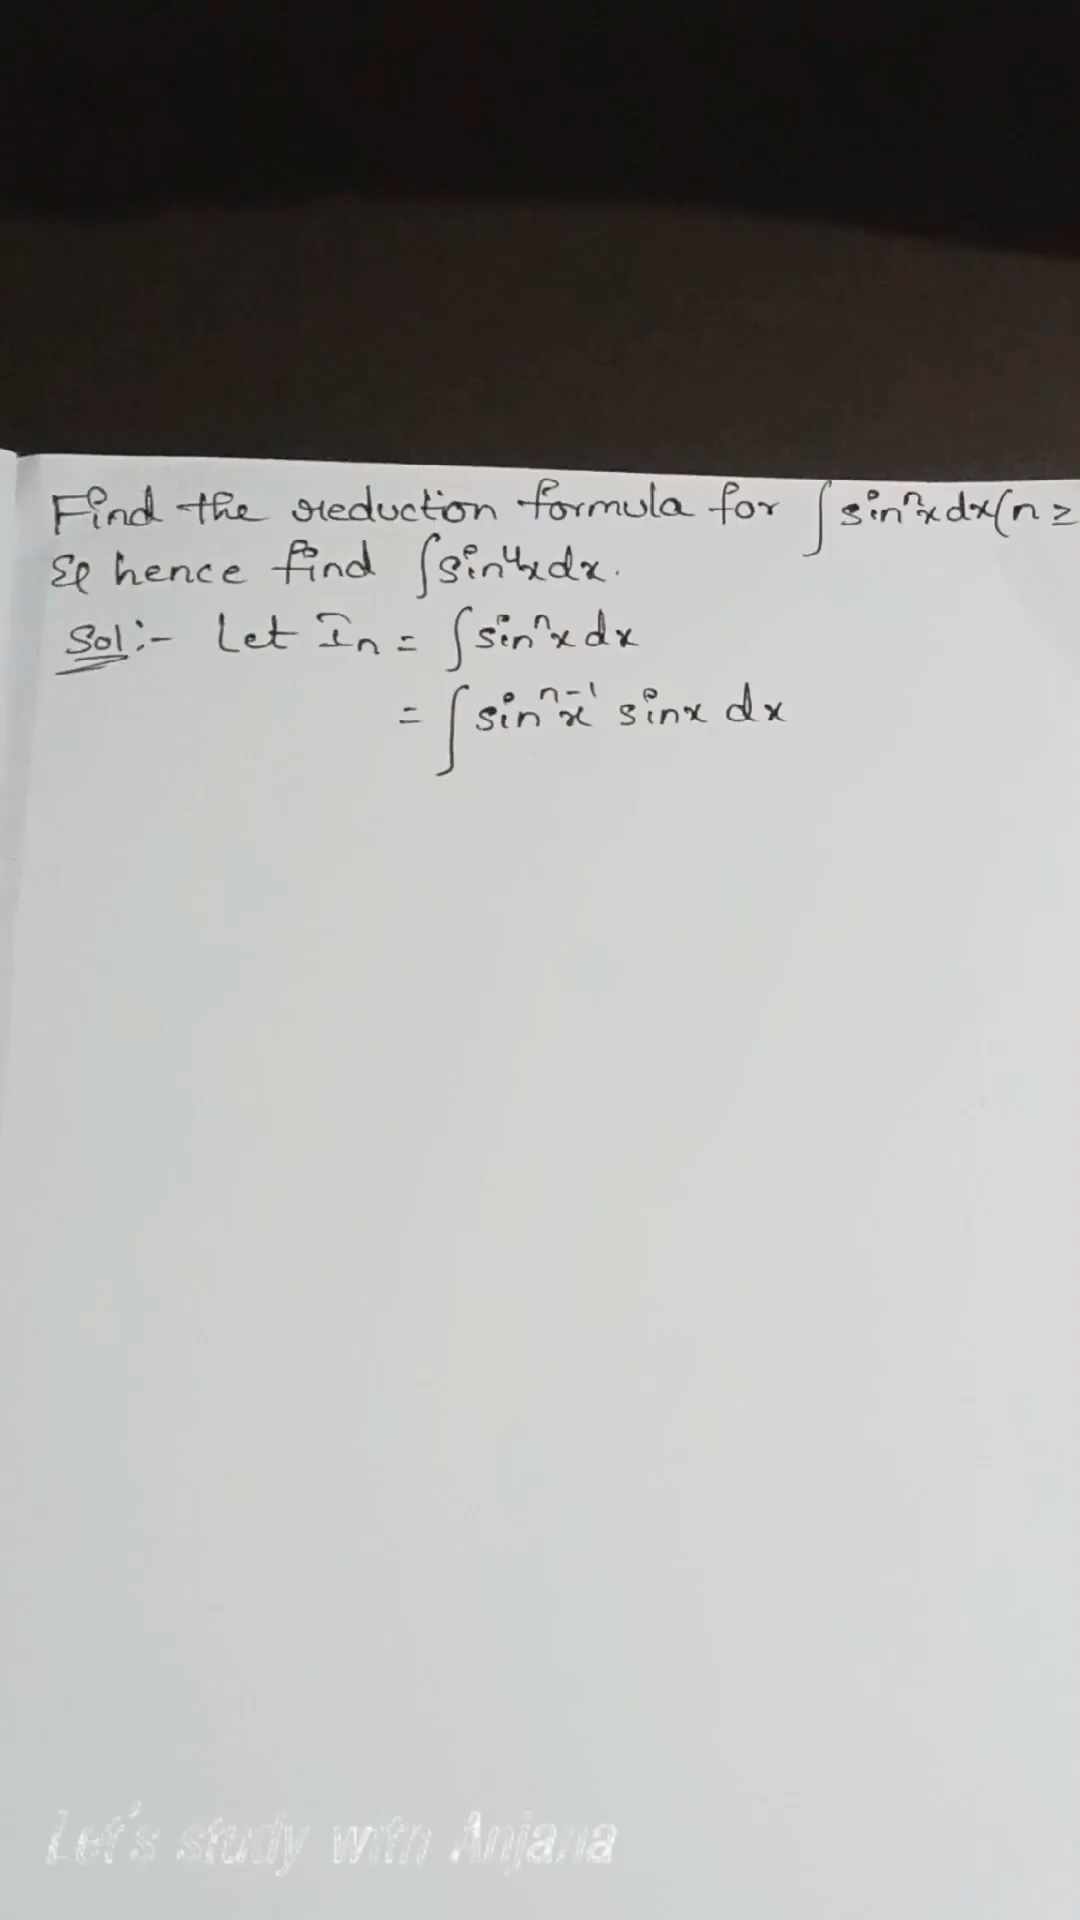 Find the reduction formula for ∫sinⁿx dx (n ≥
& hence find ∫sin⁴x dx.
Sol:- Let Iₙ = ∫sinⁿx dx
= ∫sinⁿ⁻¹x sinx dx
Let's study with Anjana